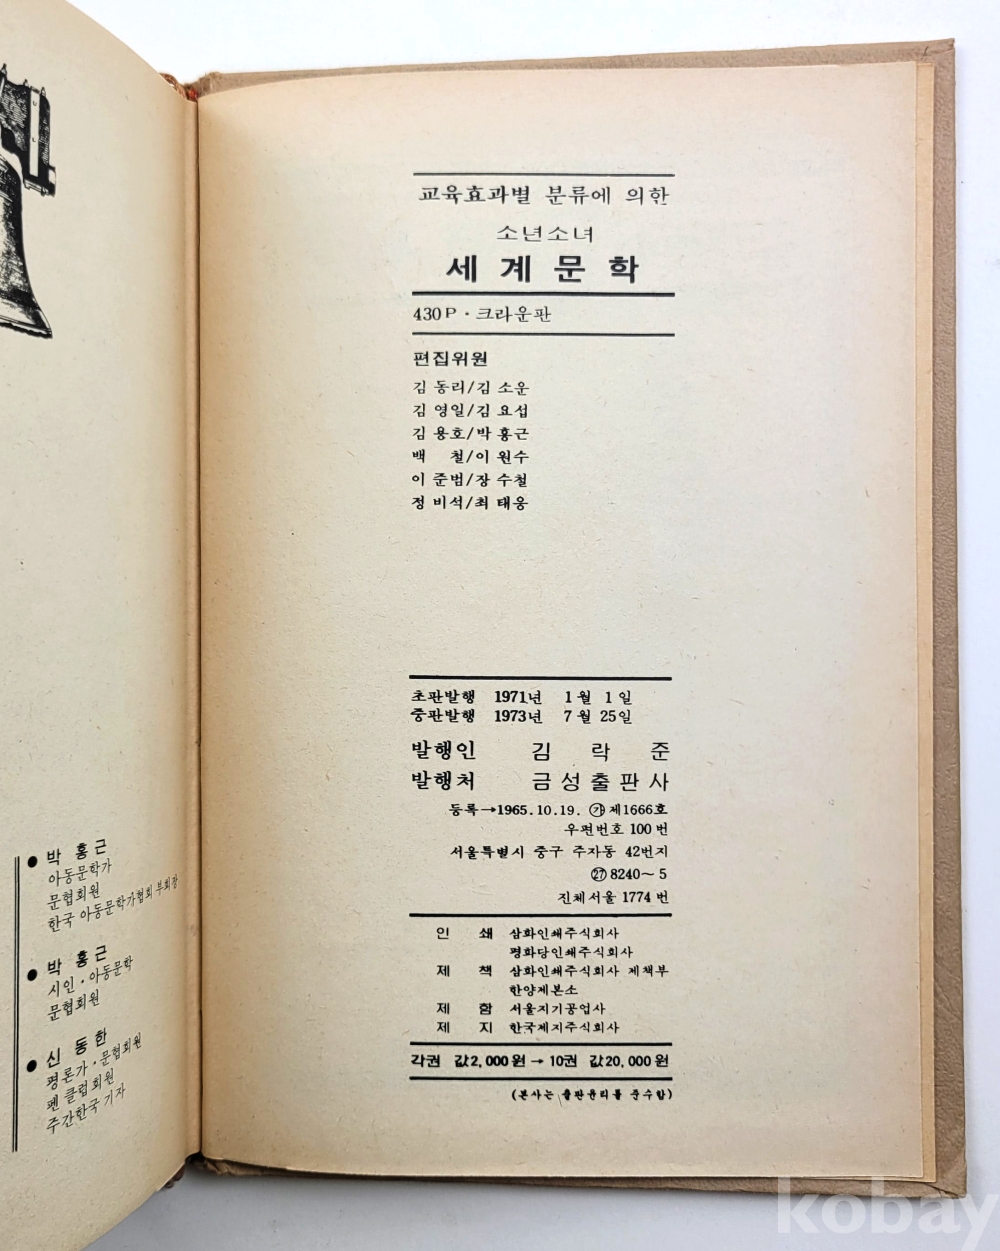 ● 박 홍 근
아동문학가
문협회원
한국 아동문학가협회 부회장
● 박 홍 근
시인·아동문학
문협회원
● 신 동 한
평론가·문협회원
펜 클럽 회원
주간한국 기자
교육효과별 분류에 의한
소년소녀
세계문학
430P·크라운판
편집위원
김 동리/김 소운
김 영일/김 요섭
김 용호/박 홍근
백 철/이 원수
이 준범/장 수철
정 비석/최 태응
초판발행 1971년 1월 1일
중판발행 1973년 7월 25일
발행인 김 락 준
발행처 금성출판사
등록→1965.10.19. ㉮제1666호
우편번호 100번
서울특별시 중구 주자동 42번지
㉗8240~5
진체서울 1774번
인 쇄 삼화인쇄주식회사
평화당인쇄주식회사
제 책 삼화인쇄주식회사 제책부
한양제본소
제 함 서울지기공업사
제 지 한국제지주식회사
각권 값2,000원→10권 값20,000원
(본사는 출판윤리를 준수함)
kobay